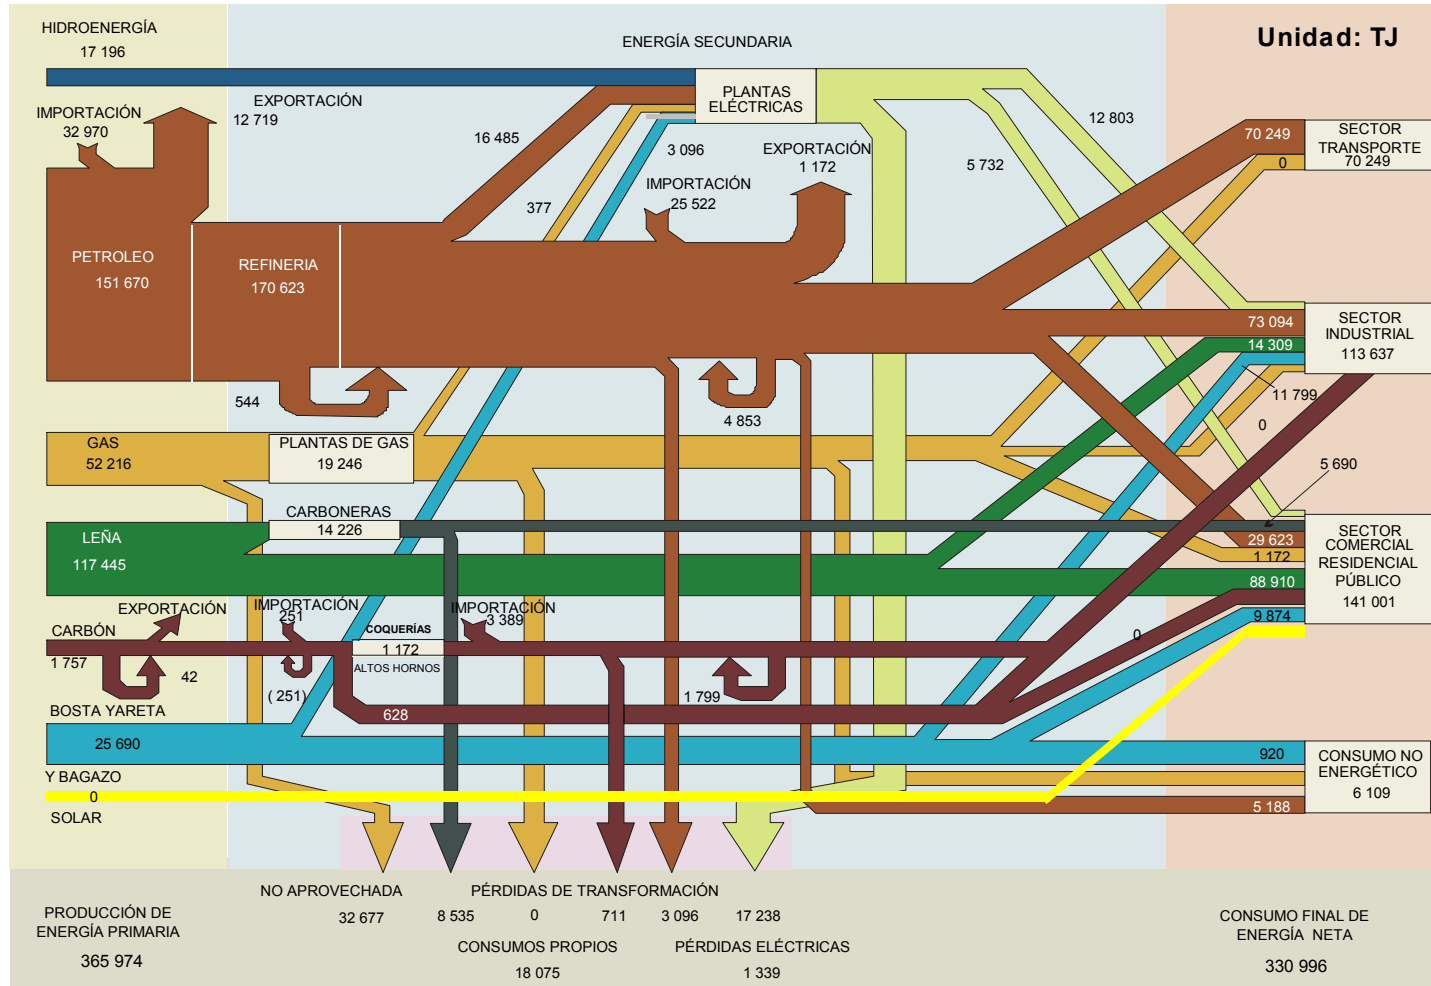 HIDROENERGÍA
17 196
ENERGÍA SECUNDARIA
Unidad: TJ
IMPORTACIÓN
32 970
EXPORTACIÓN
12 719
PLANTAS
ELÉCTRICAS
16 485
3 096
377
EXPORTACIÓN
1 172
IMPORTACIÓN
25 522
12 803
5 732
70 249
0
SECTOR
TRANSPORTE
70 249
PETROLEO
151 670
REFINERIA
170 623
73 094
14 309
SECTOR
INDUSTRIAL
113 637
544
4 853
11 799
0
GAS
52 216
PLANTAS DE GAS
19 246
5 690
CARBONERAS
14 226
LEÑA
117 445
29 623
1 172
88 910
9 874
SECTOR
COMERCIAL
RESIDENCIAL
PÚBLICO
141 001
EXPORTACIÓN
IMPORTACIÓN
251
IMPORTACIÓN
3 389
CARBÓN
1 757
42
( 251)
COQUERÍAS
1 172
ALTOS HORNOS
0
1 799
628
BOSTA YARETA
25 690
Y BAGAZO
920
CONSUMO NO
ENERGÉTICO
6 109
0
SOLAR
5 188
NO APROVECHADA
32 677
PÉRDIDAS DE TRANSFORMACIÓN
8 535
0
711
3 096
17 238
CONSUMOS PROPIOS
18 075
PÉRDIDAS ELÉCTRICAS
1 339
PRODUCCIÓN DE
ENERGÍA PRIMARIA
365 974
CONSUMO FINAL DE
ENERGÍA NETA
330 996